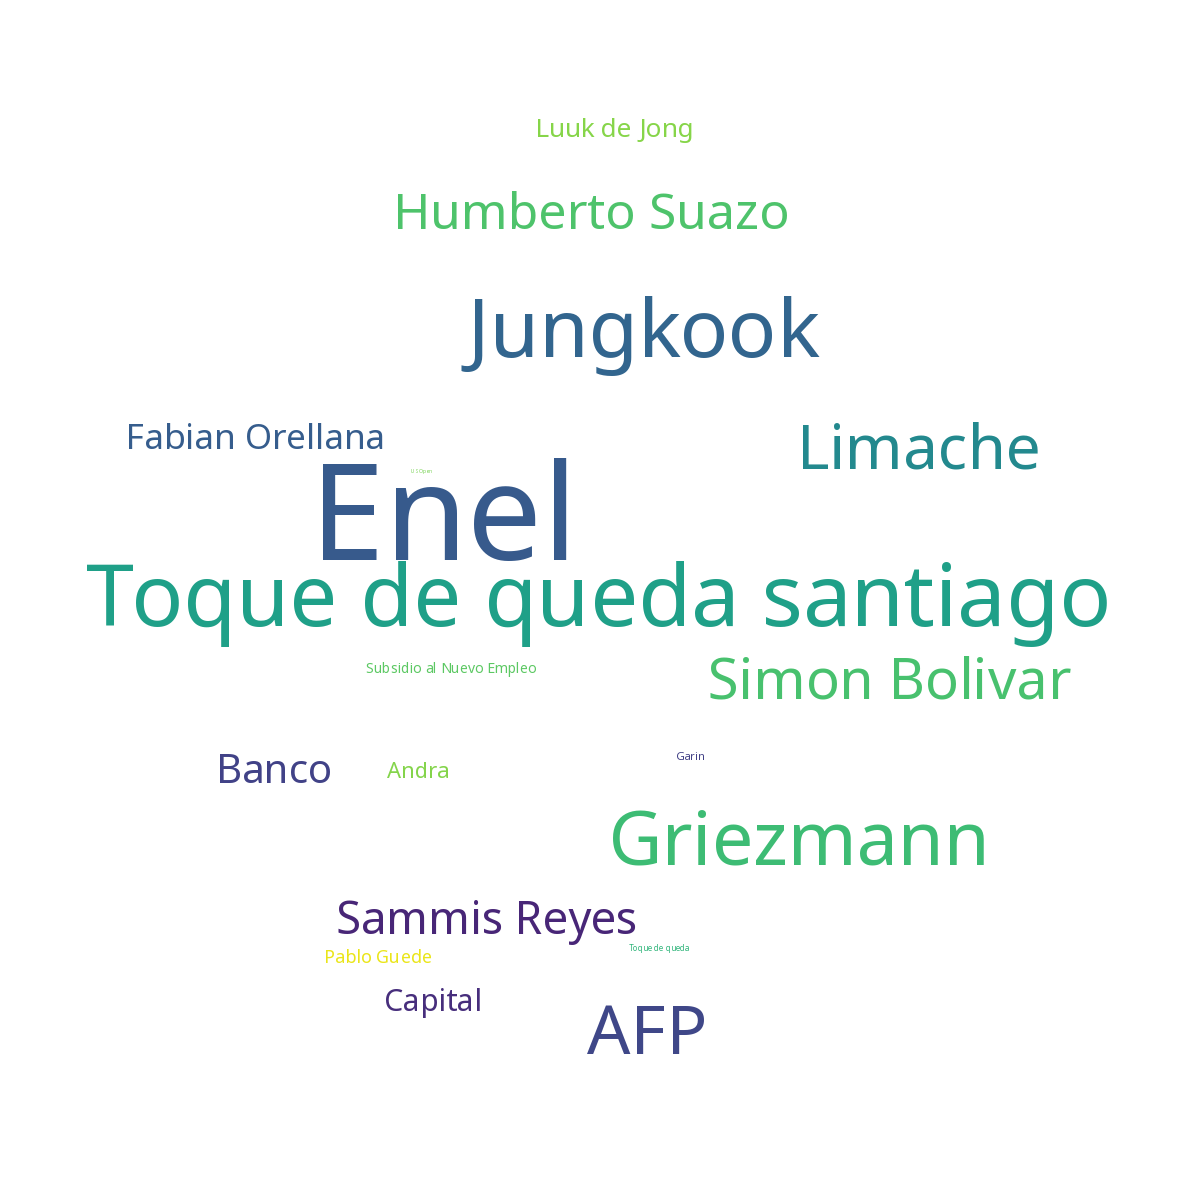 Luuk de Jong
Humberto Suazo
Jungkook
Fabian Orellana
Limache
US Open
Enel
Toque de queda santiago
Subsidio al Nuevo Empleo
Simon Bolivar
Banco
Andra
Garin
Griezmann
Sammis Reyes
Toque de queda
Pablo Guede
Capital
AFP